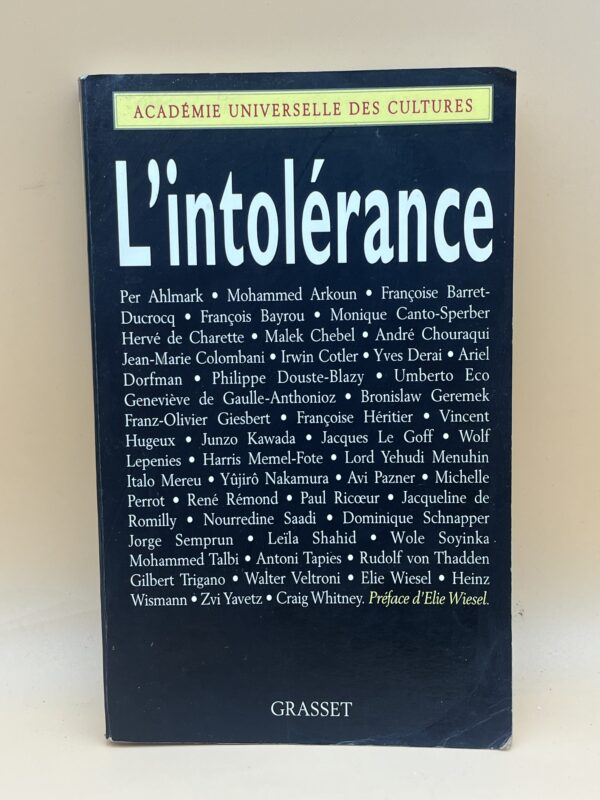 ACADÉMIE UNIVERSELLE DES CULTURES
L'intolérance
Per Ahlmark • Mohammed Arkoun • Françoise Barret-
Ducrocq • François Bayrou • Monique Canto-Sperber
Hervé de Charette • Malek Chebel • André Chouraqui
Jean-Marie Colombani • Irwin Cotler • Yves Derai • Ariel
Dorfman • Philippe Douste-Blazy • Umberto Eco
Geneviève de Gaulle-Anthonioz • Bronislaw Geremek
Franz-Olivier Giesbert • Françoise Héritier • Vincent
Hugeux • Junzo Kawada • Jacques Le Goff • Wolf
Lepenies • Harris Memel-Fote • Lord Yehudi Menuhin
Italo Mereu • Yûjirô Nakamura • Avi Pazner • Michelle
Perrot • René Rémond • Paul Ricœur • Jacqueline de
Romilly • Nourredine Saadi • Dominique Schnapper
Jorge Semprun • Leïla Shahid • Wole Soyinka
Mohammed Talbi • Antoni Tapies • Rudolf von Thadden
Gilbert Trigano • Walter Veltroni • Elie Wiesel • Heinz
Wismann • Zvi Yavetz • Craig Whitney. Préface d'Elie Wiesel.
GRASSET